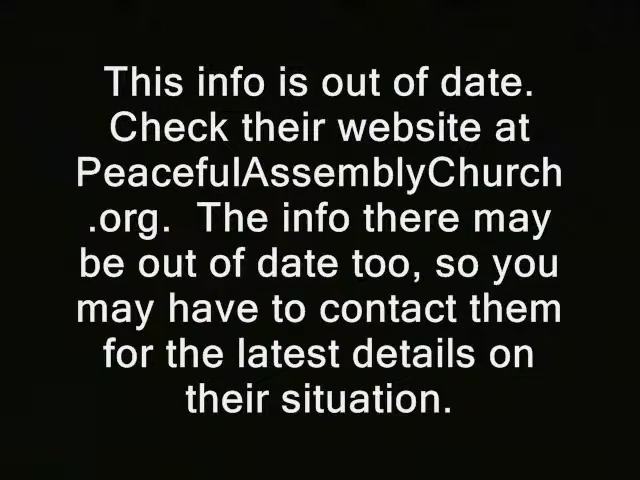 This info is out of date.
Check their website at
PeacefulAssemblyChurch
.org.  The info there may
be out of date too, so you
may have to contact them
for the latest details on
their situation.